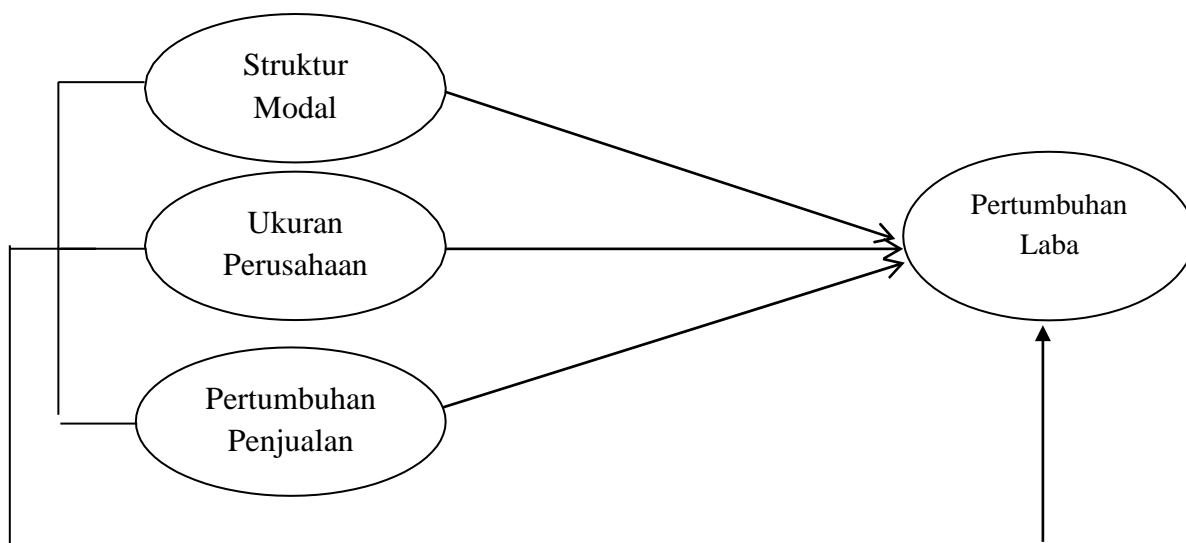 Struktur
Modal
Ukuran
Perusahaan
Pertumbuhan
Penjualan
Pertumbuhan
Laba